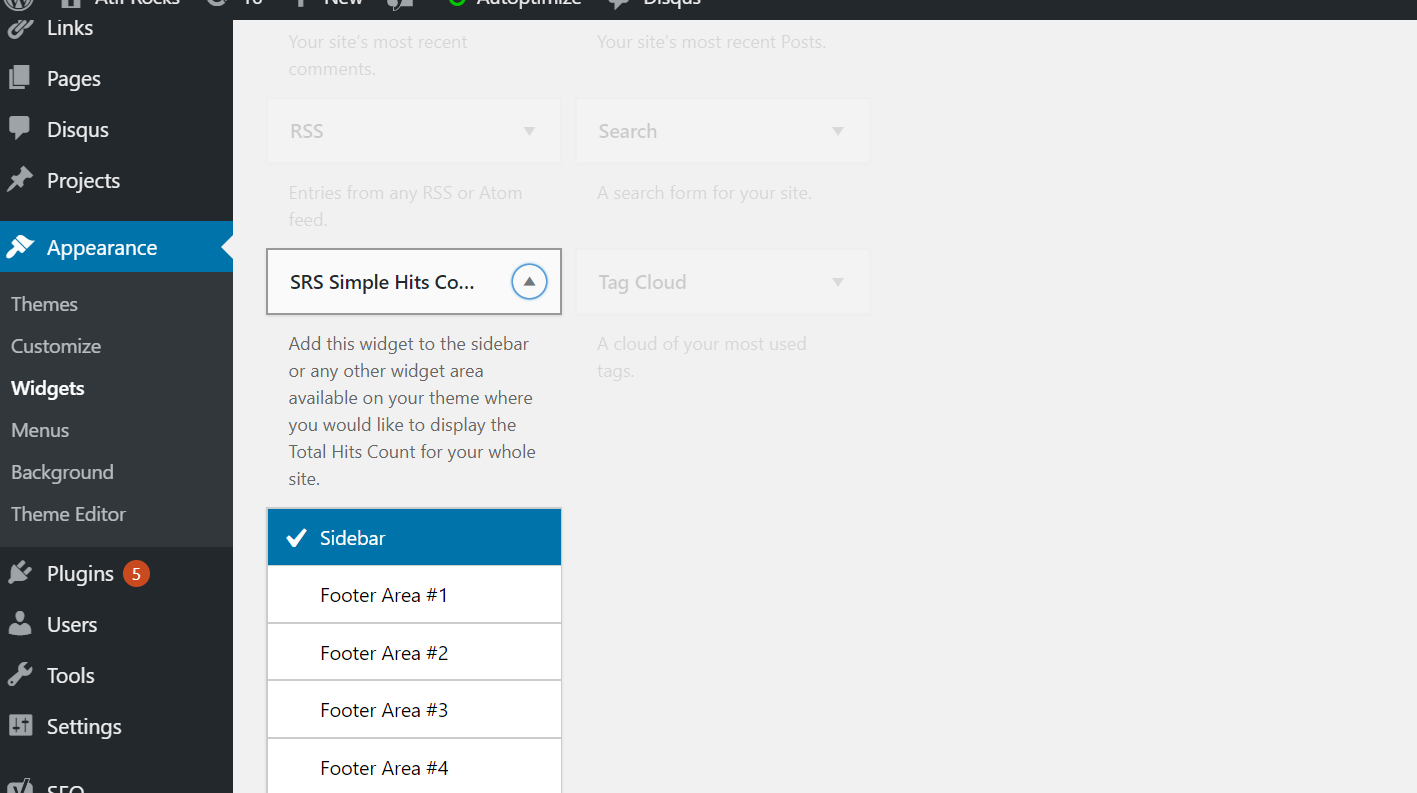 Atif Rocks 10 New Autoptimize Disqus
Links
Pages
Disqus
Projects
Appearance
Themes
Customize
Widgets
Menus
Background
Theme Editor
Plugins 5
Users
Tools
Settings
SEO
Your site's most recent
comments.
Your site's most recent Posts.
RSS
Search
Entries from any RSS or Atom
feed.
A search form for your site.
SRS Simple Hits Co...
Tag Cloud
Add this widget to the sidebar
or any other widget area
available on your theme where
you would like to display the
Total Hits Count for your whole
site.
A cloud of your most used
tags.
Sidebar
Footer Area #1
Footer Area #2
Footer Area #3
Footer Area #4